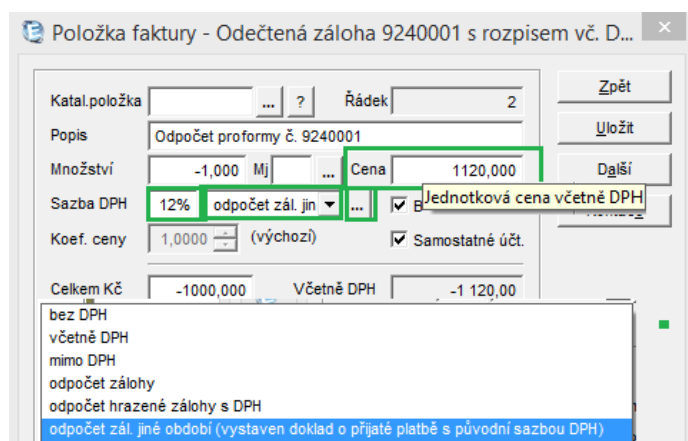 Položka faktury - Odečtená záloha 9240001 s rozpisem vč. D...
Katal.položka ... ? Řádek 2 Zpět
Popis Odpočet proformy č. 9240001 Uložit
Množství -1,000 Mj ... Cena 1120,000 Další
Jednotková cena včetně DPH
Sazba DPH 12% odpočet zál. jin ...
Koef. ceny 1,0000 (výchozí) Samostatné účt.
Celkem Kč -1000,000 Včetně DPH -1 120,00
bez DPH
včetně DPH
mimo DPH
odpočet zálohy
odpočet hrazené zálohy s DPH
odpočet zál. jiné období (vystaven doklad o přijaté platbě s původní sazbou DPH)